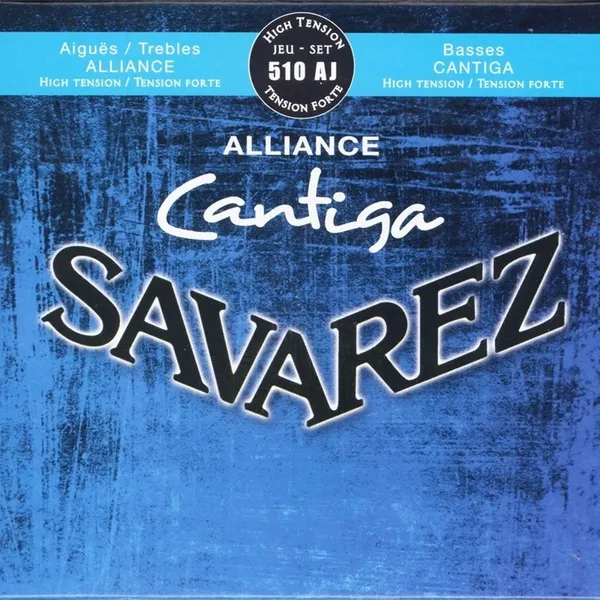 Aiguës / Trebles
ALLIANCE
HIGH TENSION / TENSION FORTE
HIGH TENSION
JEU - SET
510 AJ
TENSION FORTE
Basses
CANTIGA
HIGH TENSION / TENSION FORTE
ALLIANCE
Cantiga
SAVAREZ